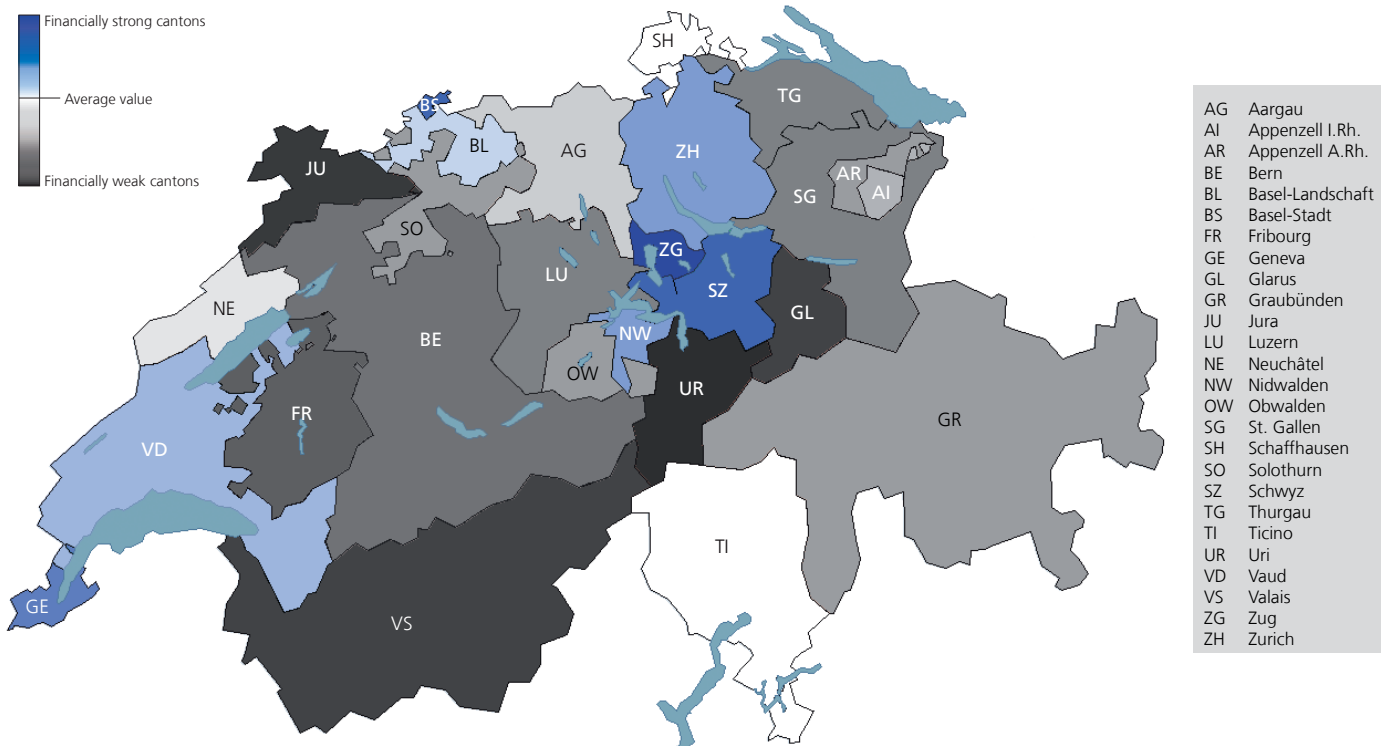 Financially strong cantons
Average value
Financially weak cantons
SH
TG
BS
BL
AG
ZH
JU
AR
AI
SG
SO
ZG
LU
SZ
NE
GL
NW
BE
OW
UR
FR
GR
VD
TI
GE
VS
AG Aargau
AI Appenzell I.Rh.
AR Appenzell A.Rh.
BE Bern
BL Basel-Landschaft
BS Basel-Stadt
FR Fribourg
GE Geneva
GL Glarus
GR Graubünden
JU Jura
LU Luzern
NE Neuchâtel
NW Nidwalden
OW Obwalden
SG St. Gallen
SH Schaffhausen
SO Solothurn
SZ Schwyz
TG Thurgau
TI Ticino
UR Uri
VD Vaud
VS Valais
ZG Zug
ZH Zurich